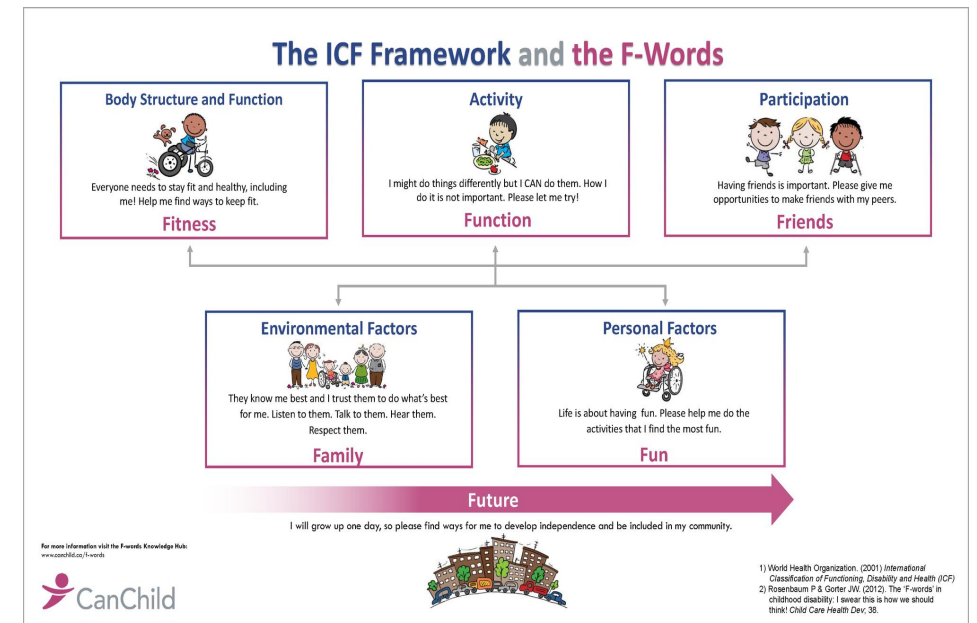 The ICF Framework and the F-Words
Body Structure and Function
Everyone needs to stay fit and healthy, including
me! Help me find ways to keep fit.
Fitness
Activity
I might do things differently but I CAN do them. How I
do it is not important. Please let me try!
Function
Participation
Having friends is important. Please give me
opportunities to make friends with my peers.
Friends
Environmental Factors
They know me best and I trust them to do what's best
for me. Listen to them. Talk to them. Hear them.
Respect them.
Family
Personal Factors
Life is about having fun. Please help me do the
activities that I find the most fun.
Fun
Future
I will grow up one day, so please find ways for me to develop independence and be included in my community.
For more information visit the F-words Knowledge Hub:
www.canchild.ca/f-words
CanChild
1) World Health Organization. (2001) International
Classification of Functioning, Disability and Health (ICF)
2) Rosenbaum P & Gorter JW. (2012). The 'F-words' in
childhood disability: I swear this is how we should
think! Child Care Health Dev; 38.